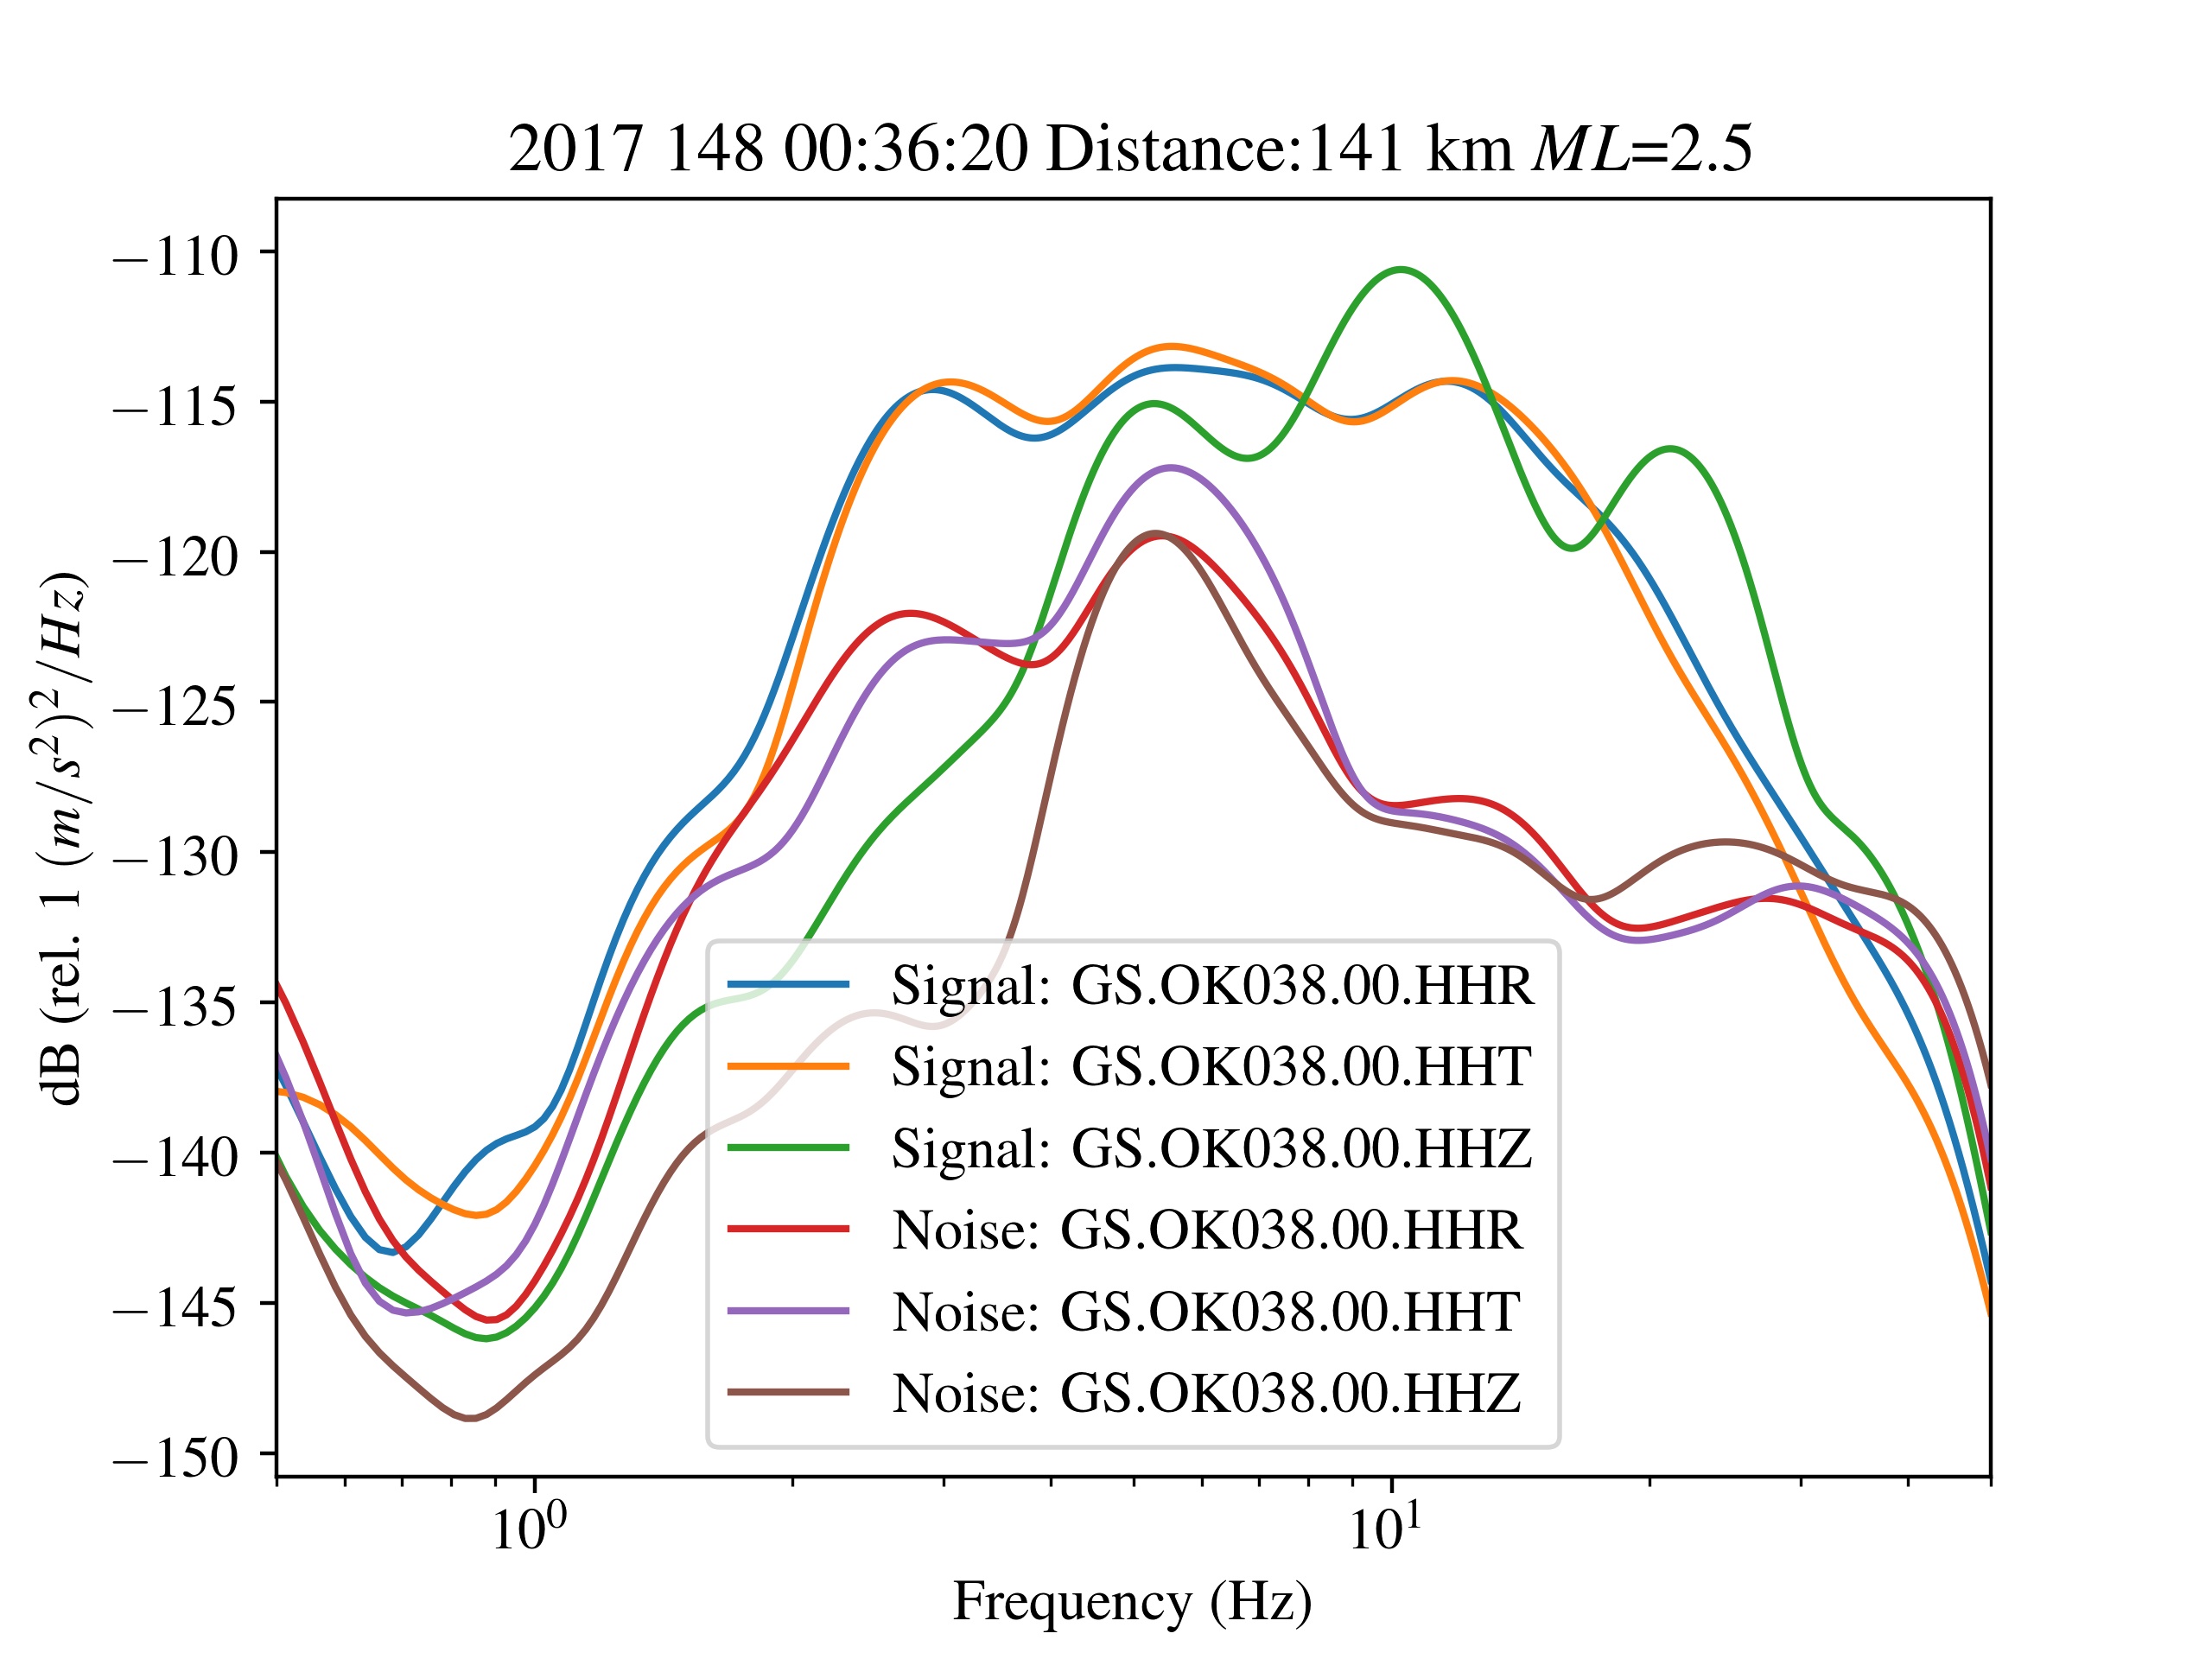 2017 148 00:36:20 Distance:141 km ML=2.5
dB (rel. 1 (m/s²)²/Hz)
−110
−115
−120
−125
−130
−135
−140
−145
−150
Signal: GS.OK038.00.HHR
Signal: GS.OK038.00.HHT
Signal: GS.OK038.00.HHZ
Noise: GS.OK038.00.HHR
Noise: GS.OK038.00.HHT
Noise: GS.OK038.00.HHZ
10⁰ 10¹
Frequency (Hz)